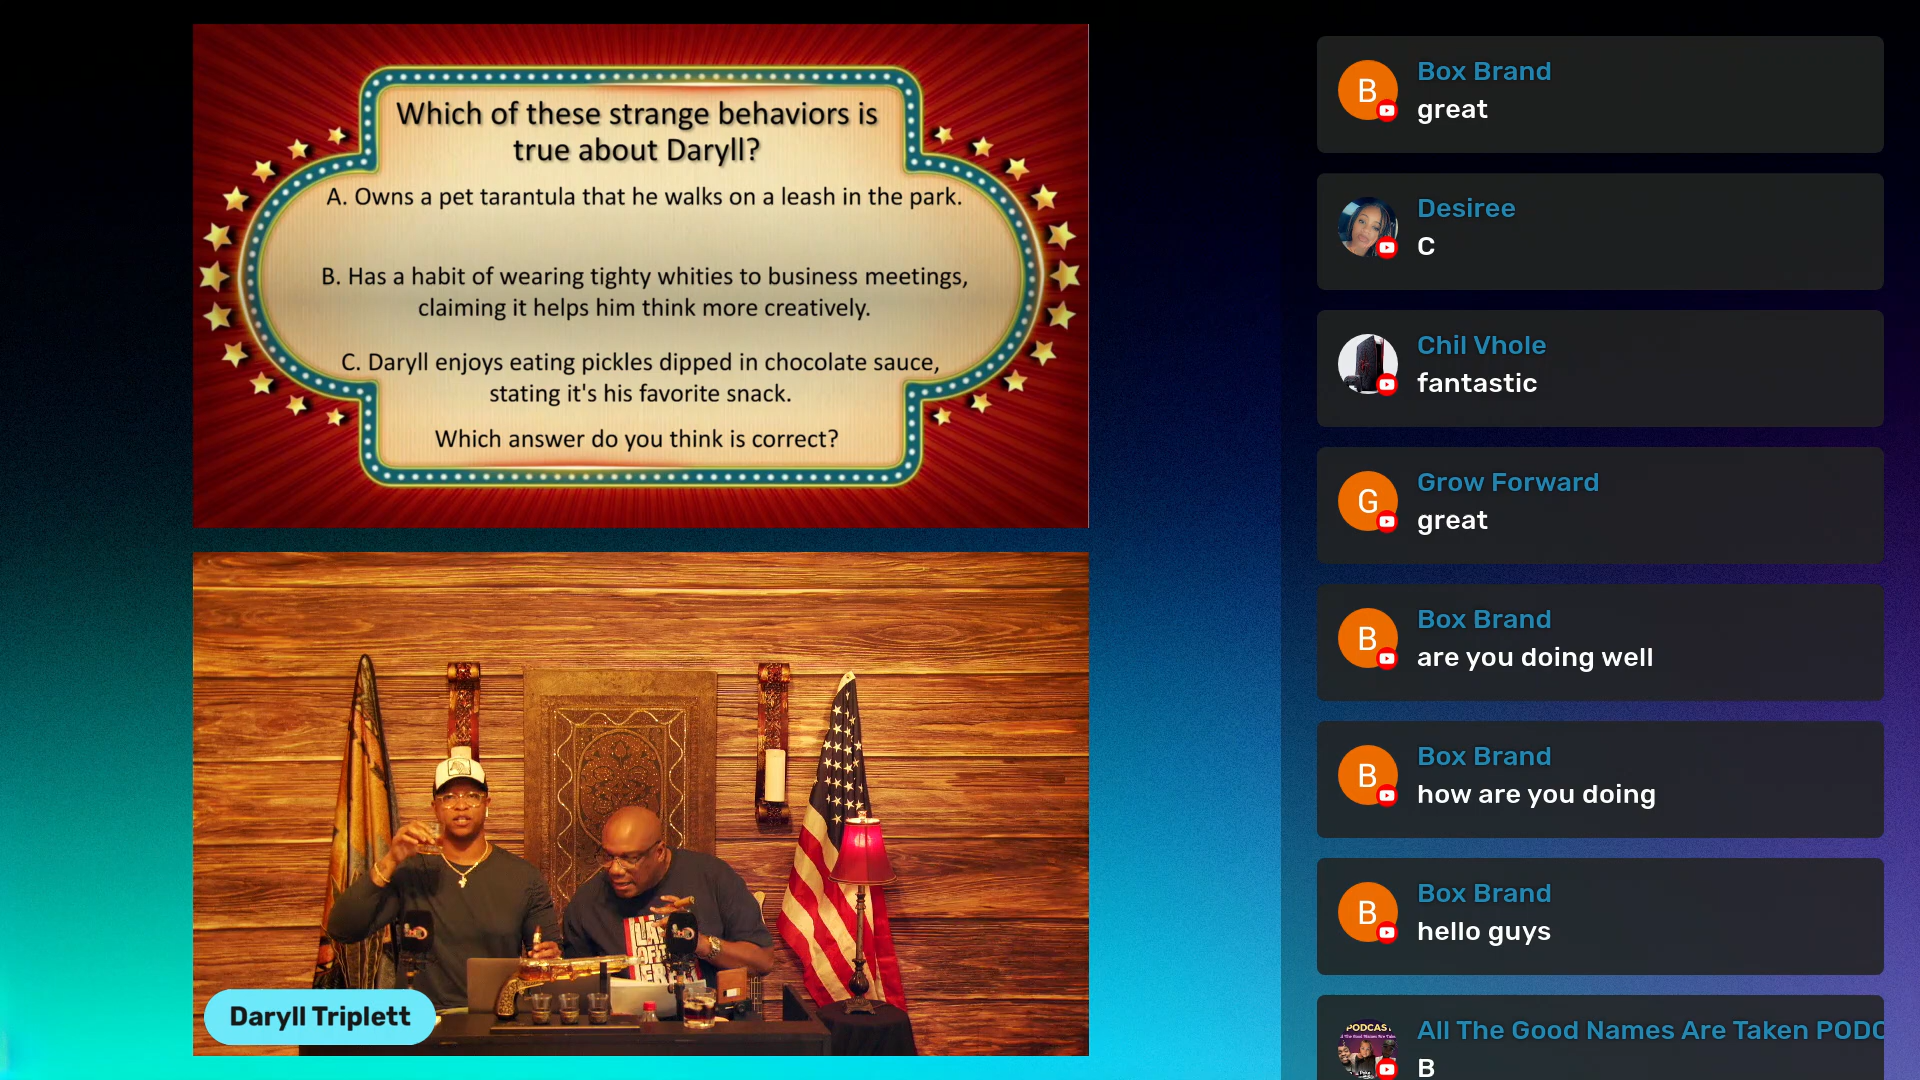 Which of these strange behaviors is
true about Daryll?
A. Owns a pet tarantula that he walks on a leash in the park.
B. Has a habit of wearing tighty whities to business meetings,
claiming it helps him think more creatively.
C. Daryll enjoys eating pickles dipped in chocolate sauce,
stating it's his favorite snack.
Which answer do you think is correct?
Daryll Triplett
B
Box Brand
great
Desiree
C
Chil Vhole
fantastic
G
Grow Forward
great
B
Box Brand
are you doing well
B
Box Brand
how are you doing
B
Box Brand
hello guys
PODCAST
All The Good Names Are Taken PODC
B